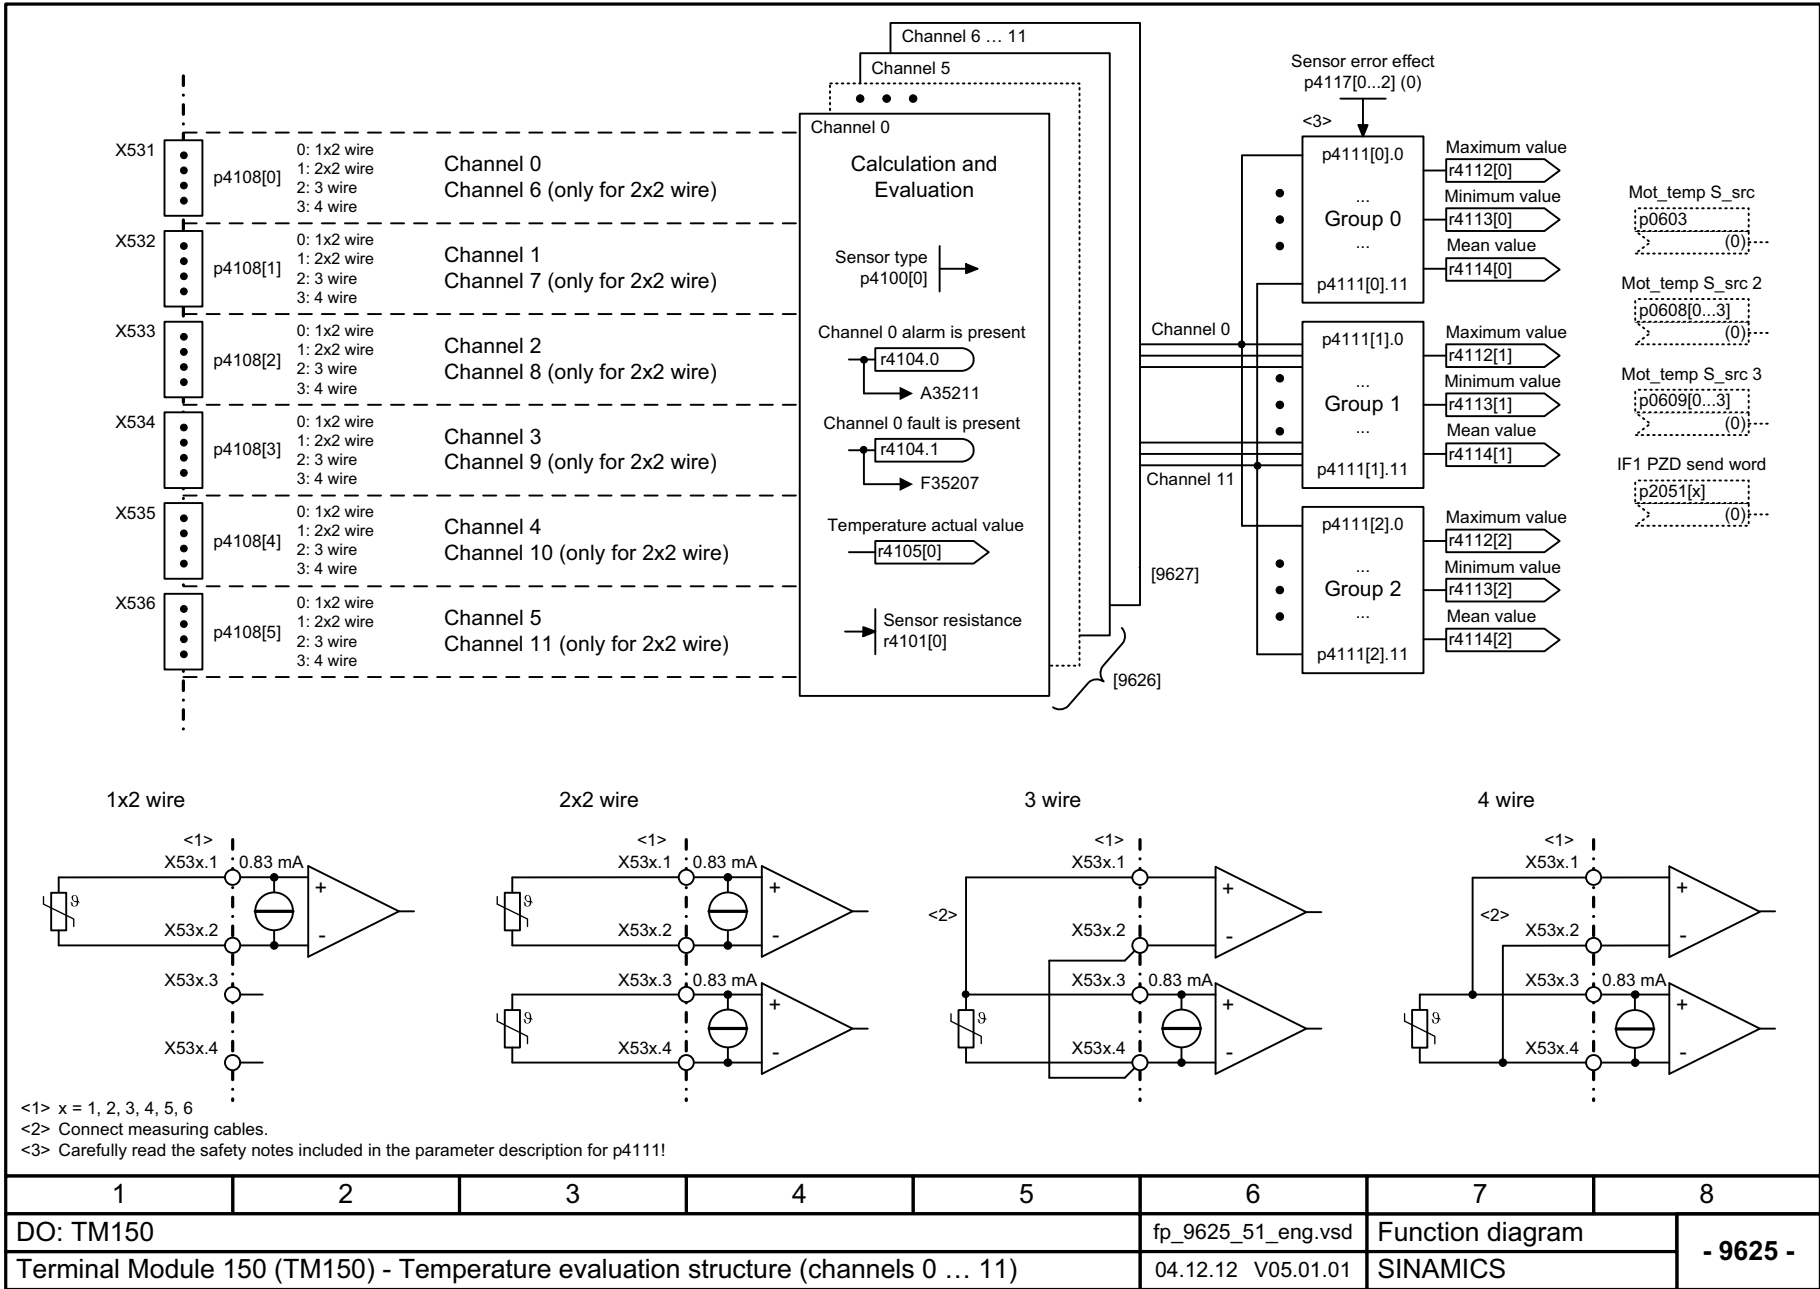 Channel 6 … 11
Channel 5
• • •
Channel 0
Calculation and
Evaluation
Sensor type
p4100[0]
Channel 0 alarm is present
r4104.0
A35211
Channel 0 fault is present
r4104.1
F35207
Temperature actual value
r4105[0]
Sensor resistance
r4101[0]
X531
p4108[0]
0: 1x2 wire
1: 2x2 wire
2: 3 wire
3: 4 wire
Channel 0
Channel 6 (only for 2x2 wire)
X532
p4108[1]
0: 1x2 wire
1: 2x2 wire
2: 3 wire
3: 4 wire
Channel 1
Channel 7 (only for 2x2 wire)
X533
p4108[2]
0: 1x2 wire
1: 2x2 wire
2: 3 wire
3: 4 wire
Channel 2
Channel 8 (only for 2x2 wire)
X534
p4108[3]
0: 1x2 wire
1: 2x2 wire
2: 3 wire
3: 4 wire
Channel 3
Channel 9 (only for 2x2 wire)
X535
p4108[4]
0: 1x2 wire
1: 2x2 wire
2: 3 wire
3: 4 wire
Channel 4
Channel 10 (only for 2x2 wire)
X536
p4108[5]
0: 1x2 wire
1: 2x2 wire
2: 3 wire
3: 4 wire
Channel 5
Channel 11 (only for 2x2 wire)
Channel 0
Channel 11
[9627]
[9626]
Sensor error effect
p4117[0...2] (0)
<3>
p4111[0].0
...
Group 0
...
p4111[0].11
Maximum value
r4112[0]
Minimum value
r4113[0]
Mean value
r4114[0]
p4111[1].0
...
Group 1
...
p4111[1].11
Maximum value
r4112[1]
Minimum value
r4113[1]
Mean value
r4114[1]
p4111[2].0
...
Group 2
...
p4111[2].11
Maximum value
r4112[2]
Minimum value
r4113[2]
Mean value
r4114[2]
Mot_temp S_src
p0603
(0)
Mot_temp S_src 2
p0608[0...3]
(0)
Mot_temp S_src 3
p0609[0...3]
(0)
IF1 PZD send word
p2051[x]
(0)
1x2 wire
<1>
X53x.1 0.83 mA
+
ϑ
X53x.2
-
X53x.3
X53x.4
2x2 wire
<1>
X53x.1 0.83 mA
+
ϑ
X53x.2
-
X53x.3 0.83 mA
+
ϑ
X53x.4
-
3 wire
<1>
X53x.1
+
<2>
X53x.2
-
X53x.3 0.83 mA
+
ϑ
X53x.4
-
4 wire
<1>
X53x.1
+
<2>
X53x.2
-
X53x.3 0.83 mA
+
ϑ
X53x.4
-
<1> x = 1, 2, 3, 4, 5, 6
<2> Connect measuring cables.
<3> Carefully read the safety notes included in the parameter description for p4111!
1 2 3 4 5 6 7 8
DO: TM150
fp_9625_51_eng.vsd
Function diagram
- 9625 -
Terminal Module 150 (TM150) - Temperature evaluation structure (channels 0 … 11)
04.12.12 V05.01.01
SINAMICS